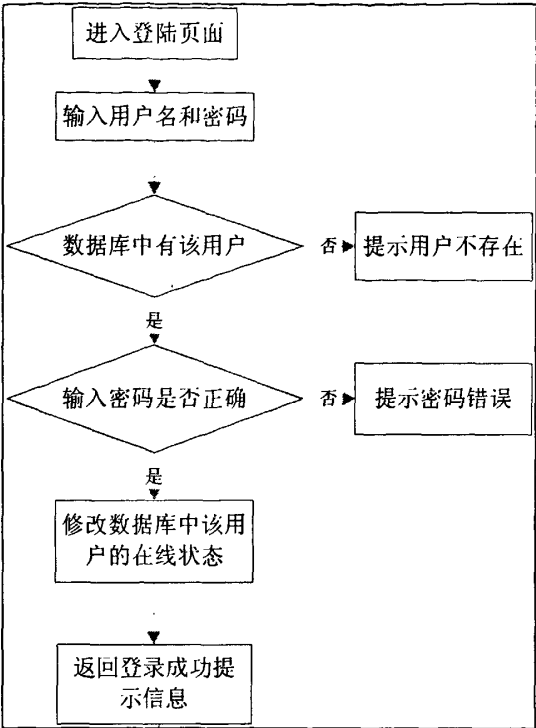 进入登陆页面
输入用户名和密码
数据库中有该用户
否
提示用户不存在
是
输入密码是否正确
否
提示密码错误
是
修改数据库中该用
户的在线状态
返回登录成功提
示信息